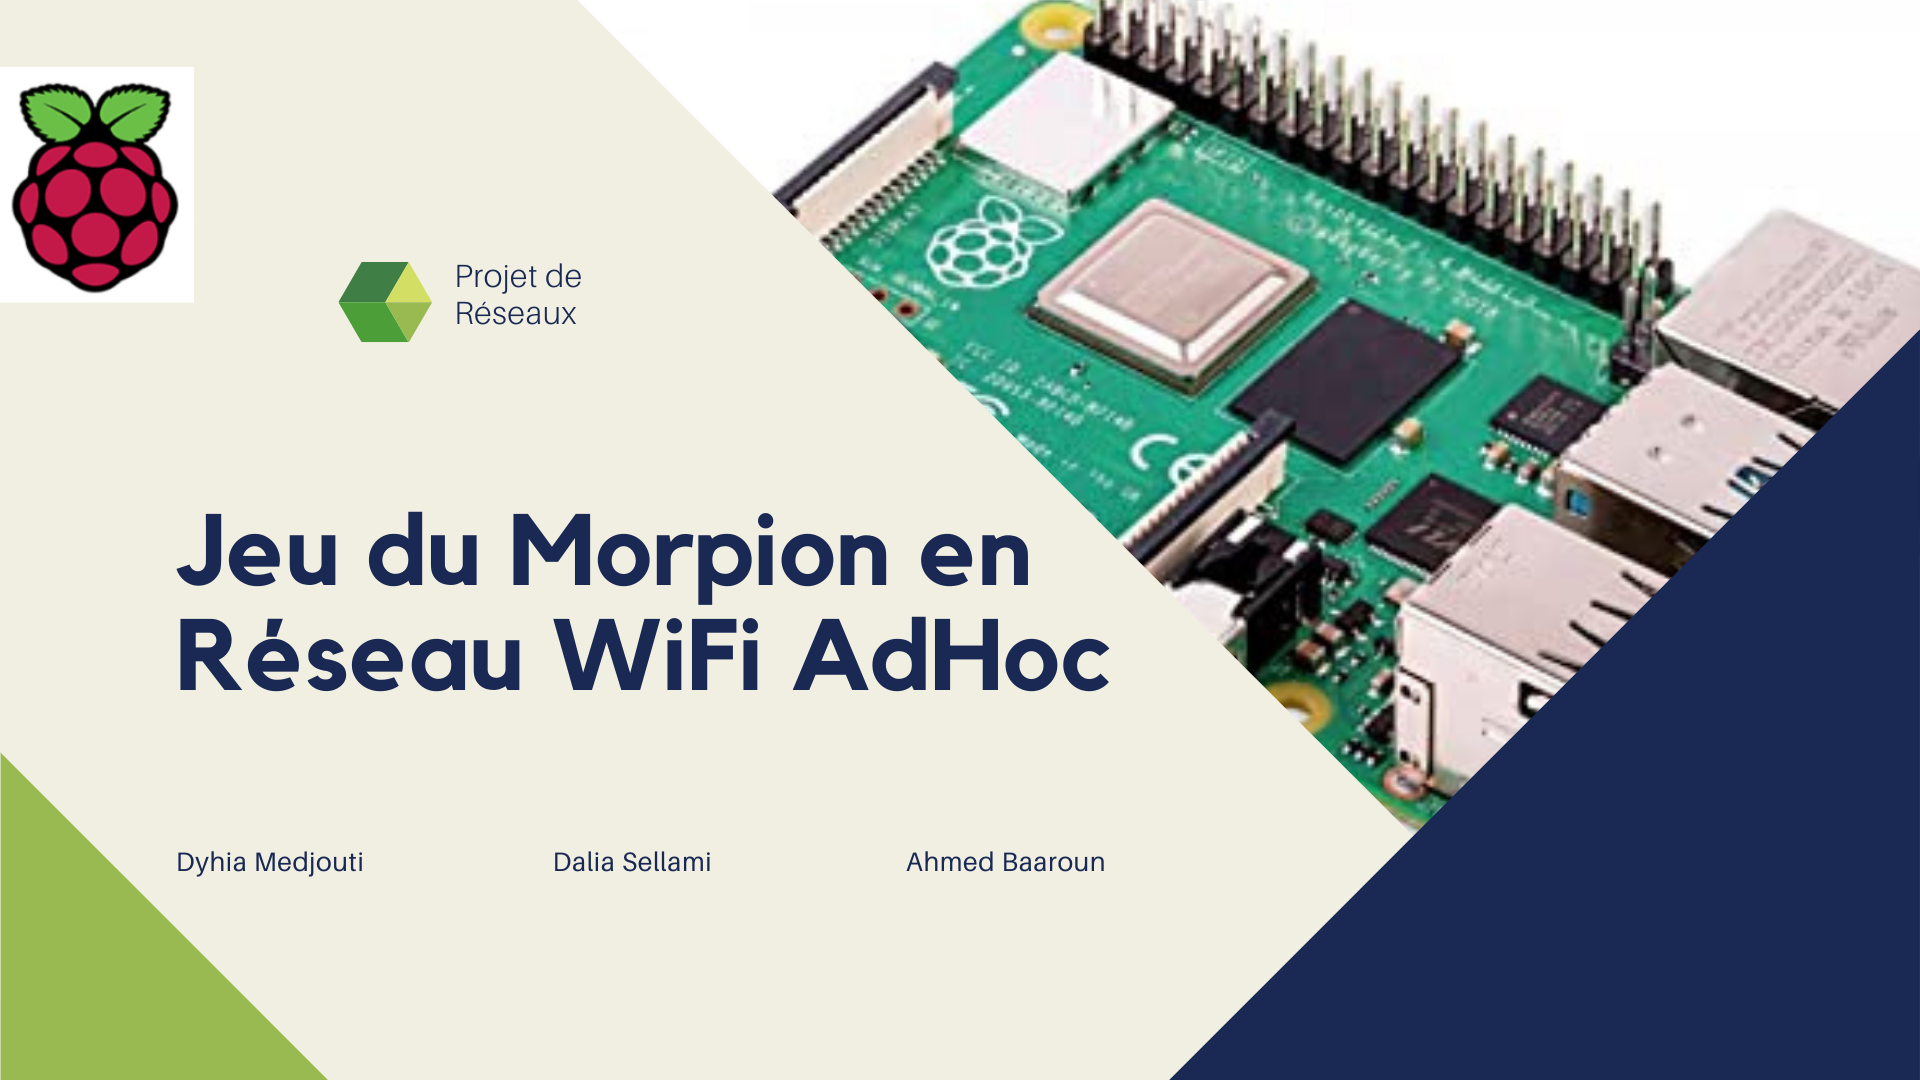 Projet de
Réseaux
Jeu du Morpion en
Réseau WiFi AdHoc
Dyhia Medjouti
Dalia Sellami
Ahmed Baaroun